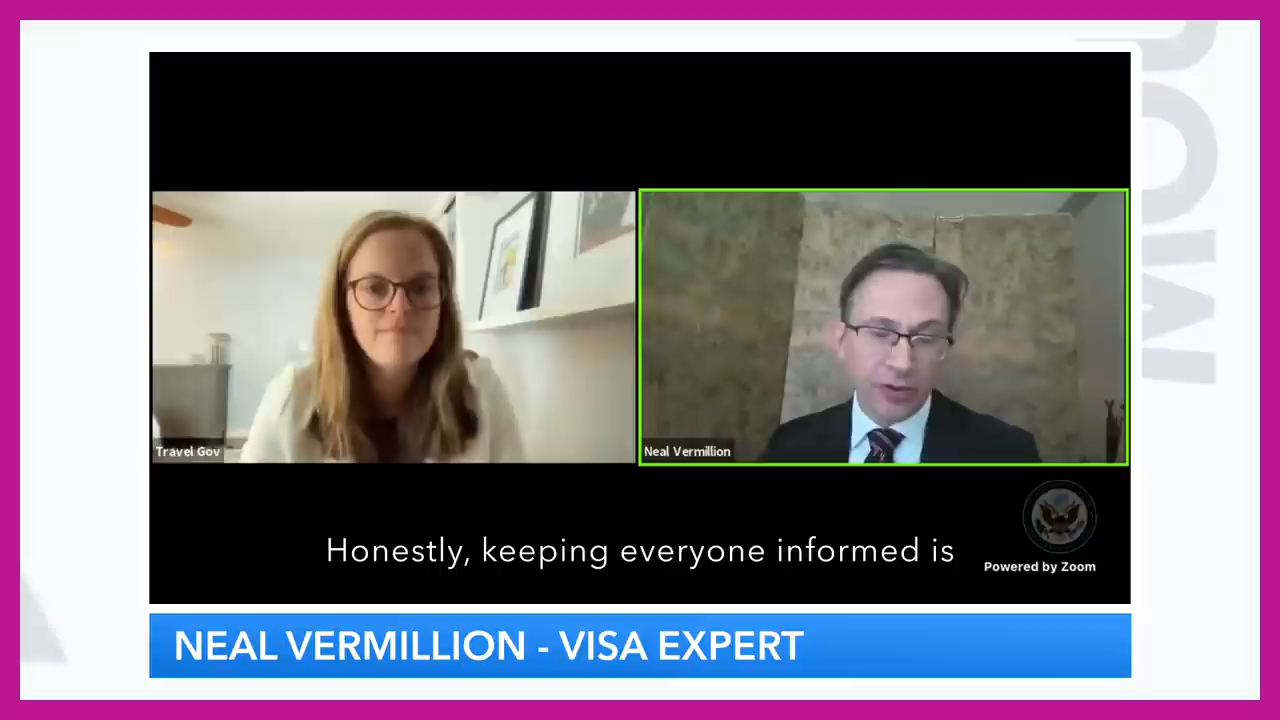 Travel Gov
Neal Vermillion
Honestly, keeping everyone informed is
Powered by Zoom
NEAL VERMILLION - VISA EXPERT